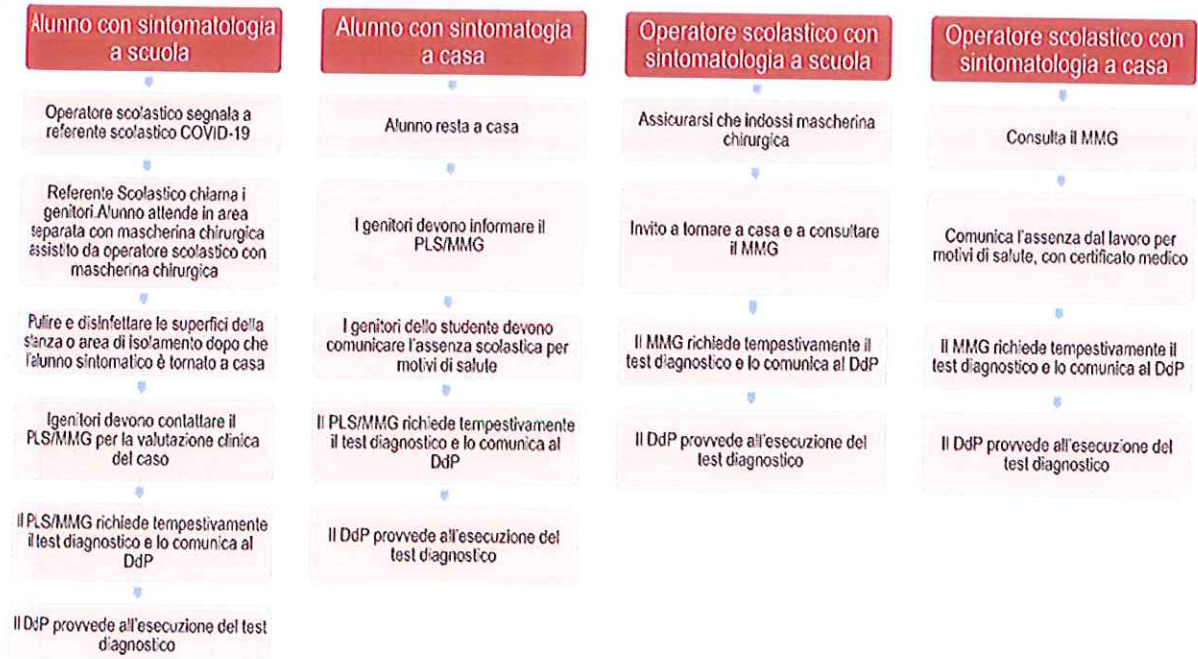 Alunno con sintomatologia
a scuola
Operatore scolastico segnala a
referente scolastico COVID-19
Referente Scolastico chiama i
genitori.Alunno attende in area
separata con mascherina chirurgica
assistito da operatore scolastico con
mascherina chirurgica
Pulire e disinfettare le superfici della
stanza o area di isolamento dopo che
l'alunno sintomatico è tornato a casa
Igenitori devono contattare il
PLS/MMG per la valutazione clinica
del caso
Il PLS/MMG richiede tempestivamente
il test diagnostico e lo comunica al
DdP
Il DdP provvede all'esecuzione del test
diagnostico
Alunno con sintomatogia
a casa
Alunno resta a casa
I genitori devono informare il
PLS/MMG
I genitori dello studente devono
comunicare l'assenza scolastica per
motivi di salute
Il PLS/MMG richiede tempestivamente
il test diagnostico e lo comunica al
DdP
Il DdP provvede all'esecuzione del
test diagnostico
Operatore scolastico con
sintomatologia a scuola
Assicurarsi che indossi mascherina
chirurgica
Invito a tornare a casa e a consultare
il MMG
Il MMG richiede tempestivamente il
test diagnostico e lo comunica al DdP
Il DdP provvede all'esecuzione del
test diagnostico
Operatore scolastico con
sintomatologia a casa
Consulta il MMG
Comunica l'assenza dal lavoro per
motivi di salute, con certificato medico
Il MMG richiede tempestivamente il
test diagnostico e lo comunica al DdP
Il DdP provvede all'esecuzione del
test diagnostico